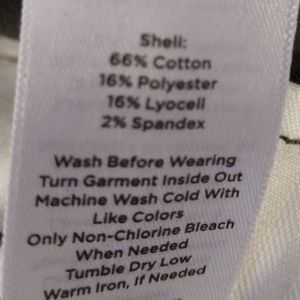 Shell:
66% Cotton
16% Polyester
16% Lyocell
2% Spandex
Wash Before Wearing
Turn Garment Inside Out
Machine Wash Cold With
Like Colors
Only Non-Chlorine Bleach
When Needed
Tumble Dry Low
Warm Iron, if Needed